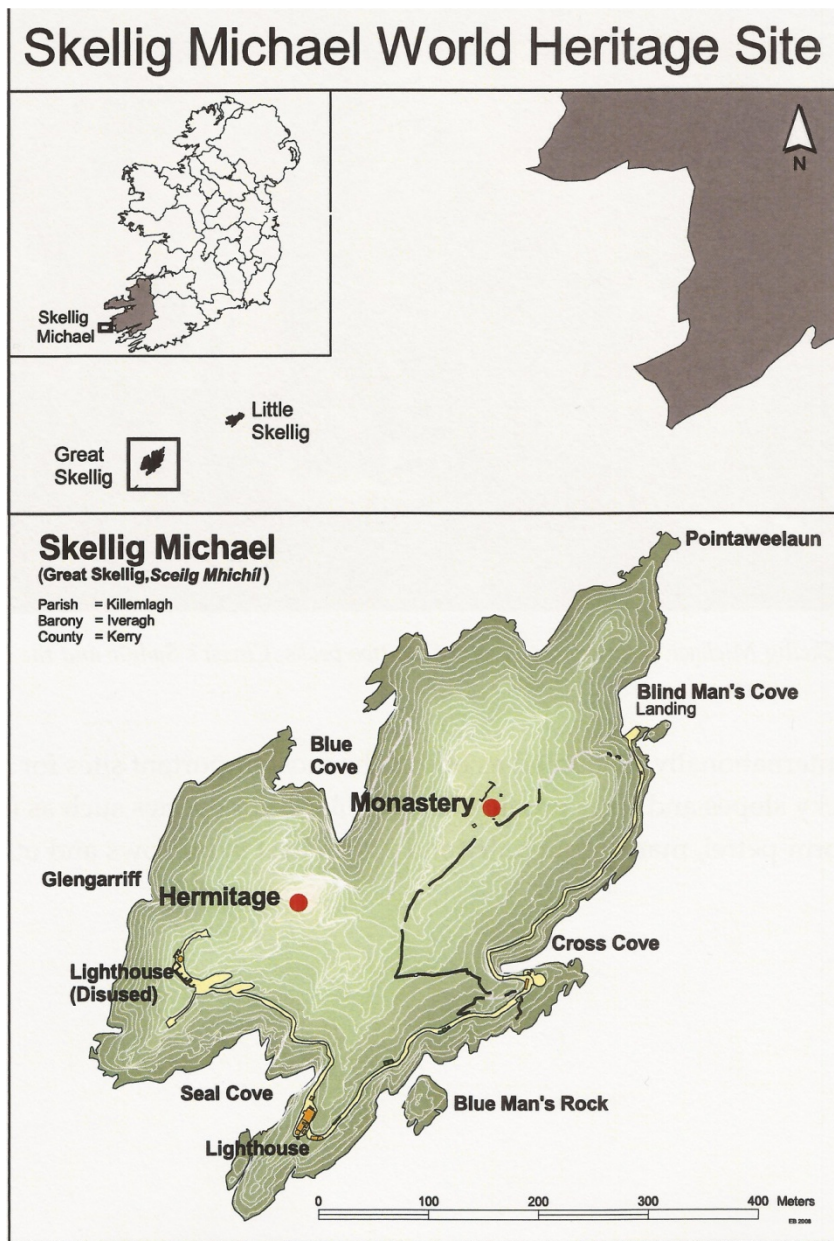 Skellig Michael World Heritage Site
N
Skellig
Michael
Little
Skellig
Great
Skellig
Skellig Michael
(Great Skellig, Sceilg Mhichíl)
Parish = Killemlagh
Barony = Iveragh
County = Kerry
Pointaweelaun
Blind Man's Cove
Landing
Blue
Cove
Monastery
Glengarriff
Hermitage
Cross Cove
Lighthouse
(Disused)
Seal Cove
Blue Man's Rock
Lighthouse
0 100 200 300 400 Meters
EB 2008